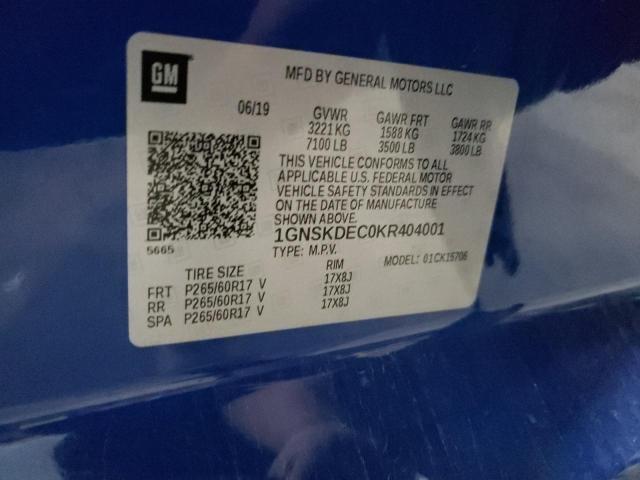 GM
MFD BY GENERAL MOTORS LLC
06/19 GVWR GAWR FRT GAWR RR
3221 KG 1588 KG 1724 KG
7100 LB 3500 LB 3800 LB
THIS VEHICLE CONFORMS TO ALL
APPLICABLE U.S. FEDERAL MOTOR
VEHICLE SAFETY STANDARDS IN EFFECT
ON THE DATE OF MANUFACTURE
SHOWN ABOVE.
1GNSKDEC0KR404001
5665 TYPE: M.P.V. MODEL: 01CK15706
TIRE SIZE RIM
FRT P265/60R17 V 17X8J
RR P265/60R17 V 17X8J
SPA P265/60R17 V 17X8J